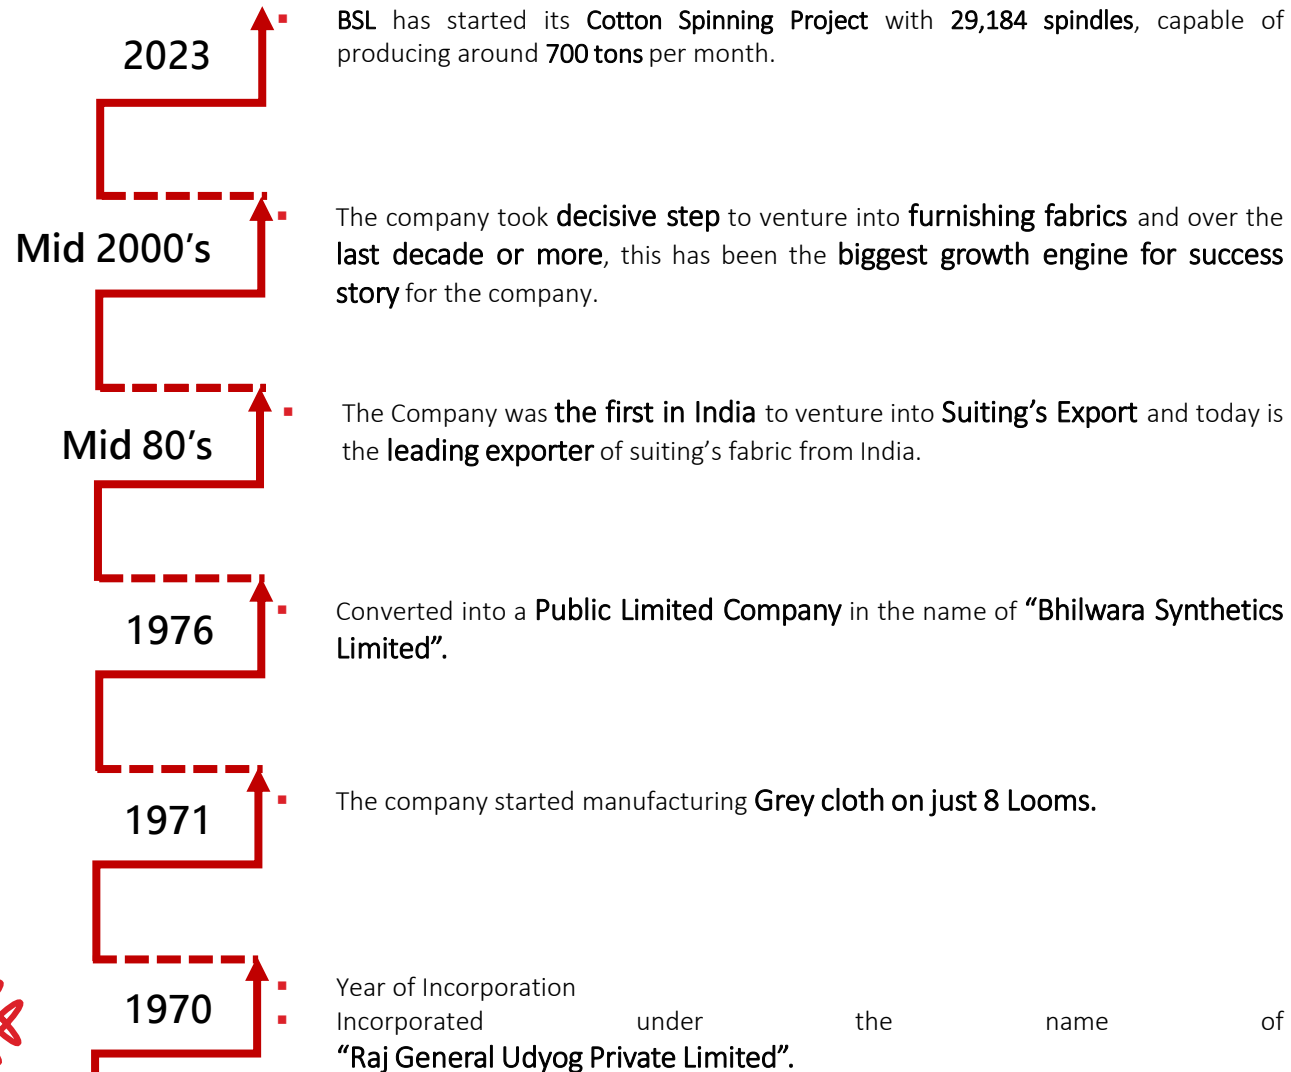 2023
BSL has started its Cotton Spinning Project with 29,184 spindles, capable of
producing around 700 tons per month.
Mid 2000’s
The company took decisive step to venture into furnishing fabrics and over the
last decade or more, this has been the biggest growth engine for success
story for the company.
Mid 80’s
The Company was the first in India to venture into Suiting’s Export and today is
the leading exporter of suiting’s fabric from India.
1976
Converted into a Public Limited Company in the name of “Bhilwara Synthetics
Limited”.
1971
The company started manufacturing Grey cloth on just 8 Looms.
1970
Year of Incorporation
Incorporated under the name of
“Raj General Udyog Private Limited”.